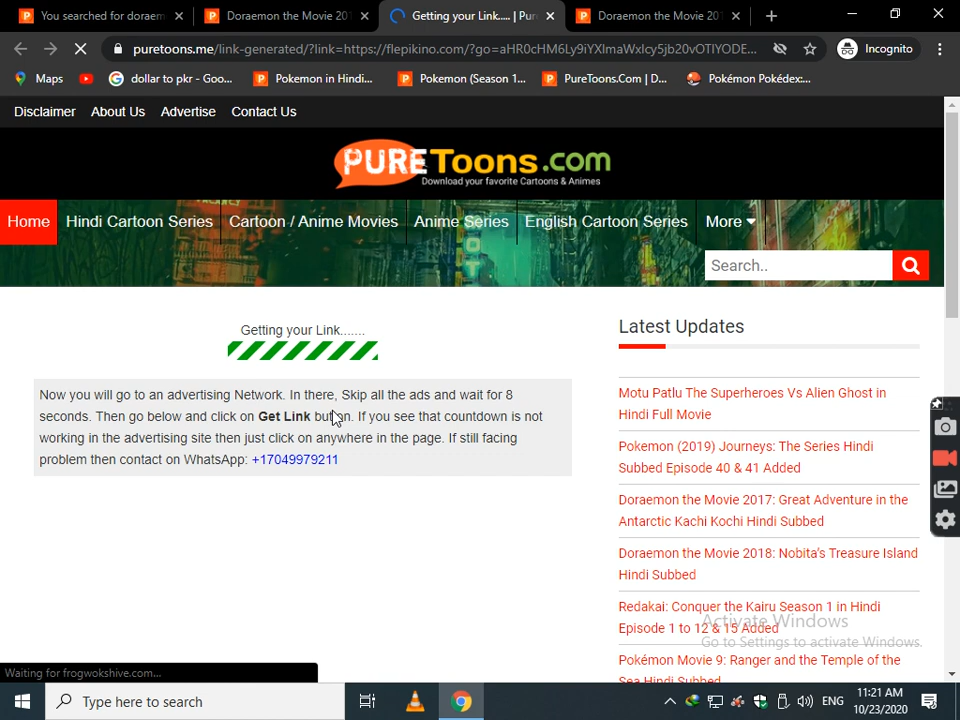 You searched for doraem
Doraemon the Movie 201
Getting your Link..... | Pur
Doraemon the Movie 201
puretoons.me/link-generated/?link=https://flepikino.com/?go=aHR0cHM6Ly9iYXImaWxlcy5jb20vOTlYODE...
Incognito
Maps
dollar to pkr - Goo...
Pokemon in Hindi...
Pokemon (Season 1...
PureToons.Com | D...
Pokémon Pokédex:...
Disclaimer About Us Advertise Contact Us
PURE Toons .com
Download your favorite Cartoons & Animes
Home Hindi Cartoon Series Cartoon / Anime Movies Anime Series English Cartoon Series More
Search..
Getting your Link.......
Now you will go to an advertising Network. In there, Skip all the ads and wait for 8
seconds. Then go below and click on Get Link button. If you see that countdown is not
working in the advertising site then just click on anywhere in the page. If still facing
problem then contact on WhatsApp: +17049979211
Latest Updates
Motu Patlu The Superheroes Vs Alien Ghost in
Hindi Full Movie
Pokemon (2019) Journeys: The Series Hindi
Subbed Episode 40 & 41 Added
Doraemon the Movie 2017: Great Adventure in the
Antarctic Kachi Kochi Hindi Subbed
Doraemon the Movie 2018: Nobita's Treasure Island
Hindi Subbed
Redakai: Conquer the Kairu Season 1 in Hindi
Episode 1 to 12 & 15 Added
Pokémon Movie 9: Ranger and the Temple of the
Sea Hindi Subbed
Activate Windows
Go to Settings to activate Windows.
Waiting for frogwokshive.com...
Type here to search
ENG
11:21 AM
10/23/2020